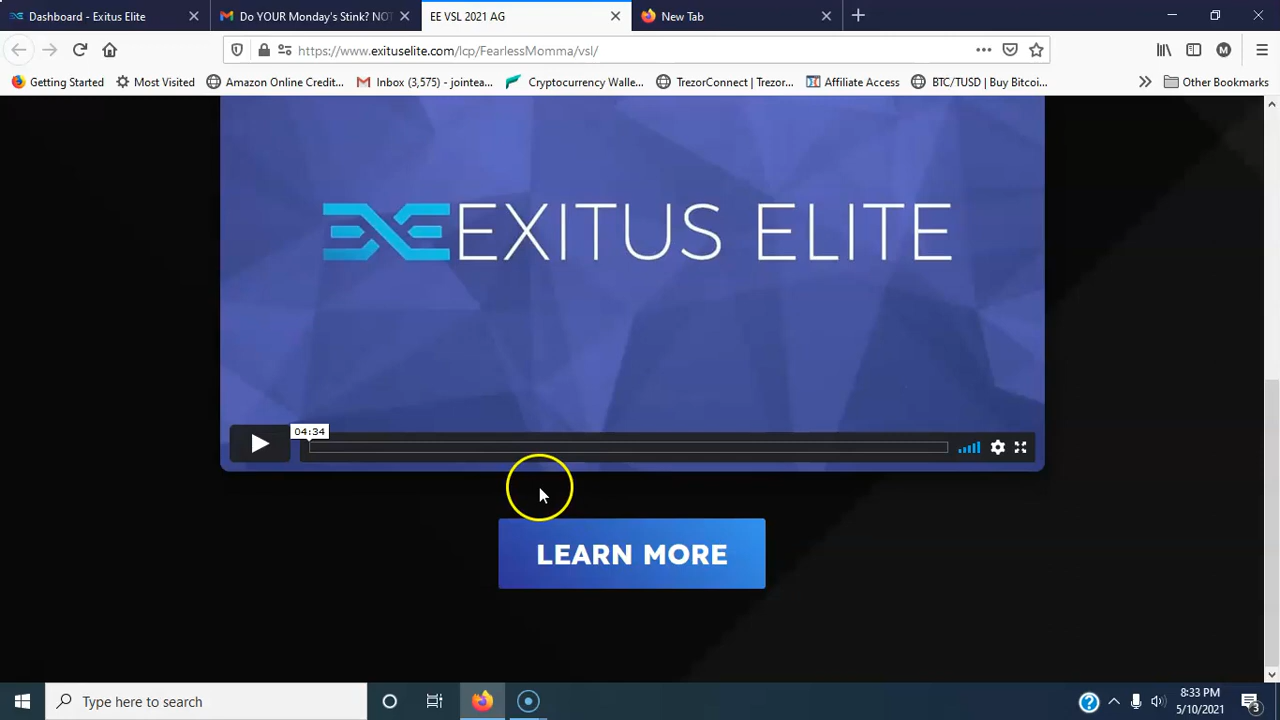 Dashboard - Exitus Elite
Do YOUR Monday's Stink? NOT
EE VSL 2021 AG
New Tab
https://www.exituselite.com/lcp/FearlessMomma/vsl/
M
Getting Started
Most Visited
Amazon Online Credit...
Inbox (3,575) - jointea...
Cryptocurrency Walle...
TrezorConnect | Trezor...
Affiliate Access
BTC/TUSD | Buy Bitcoi...
Other Bookmarks
EXITUS ELITE
04:34
LEARN MORE
Type here to search
8:33 PM
5/10/2021
3